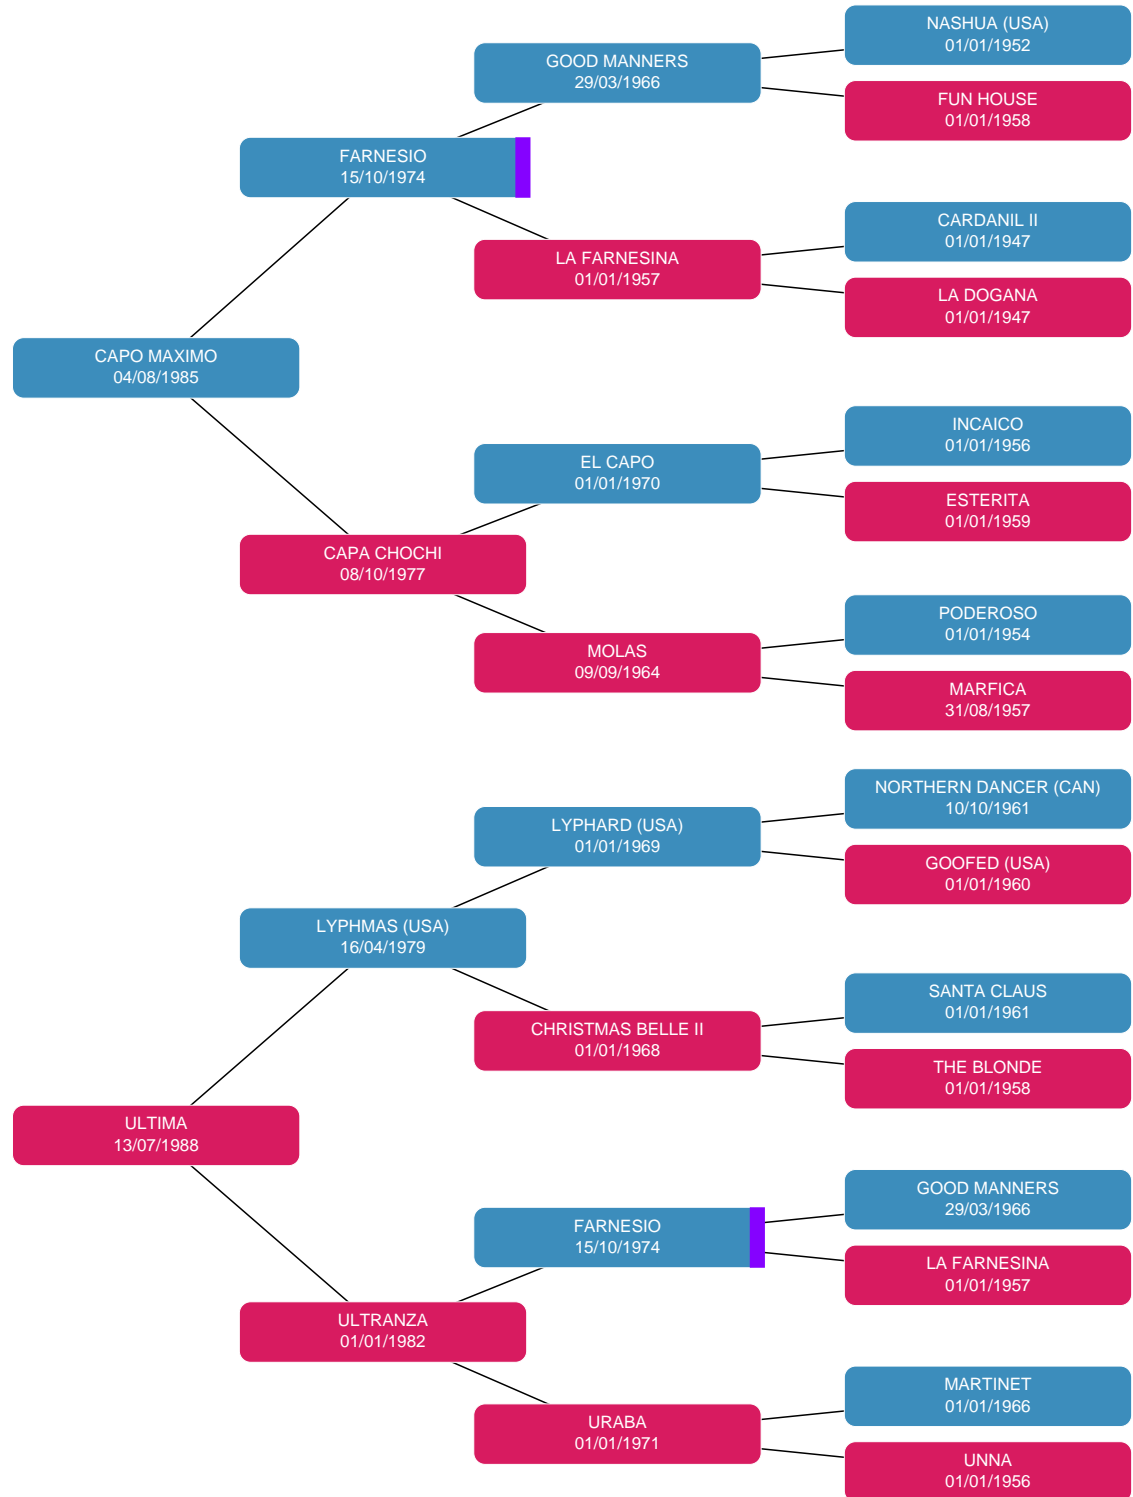 NASHUA (USA)
01/01/1952
GOOD MANNERS
29/03/1966
FUN HOUSE
01/01/1958
FARNESIO
15/10/1974
CARDANIL II
01/01/1947
LA FARNESINA
01/01/1957
LA DOGANA
01/01/1947
CAPO MAXIMO
04/08/1985
INCAICO
01/01/1956
EL CAPO
01/01/1970
ESTERITA
01/01/1959
CAPA CHOCHI
08/10/1977
PODEROSO
01/01/1954
MOLAS
09/09/1964
MARFICA
31/08/1957
NORTHERN DANCER (CAN)
10/10/1961
LYPHARD (USA)
01/01/1969
GOOFED (USA)
01/01/1960
LYPHMAS (USA)
16/04/1979
SANTA CLAUS
01/01/1961
CHRISTMAS BELLE II
01/01/1968
THE BLONDE
01/01/1958
ULTIMA
13/07/1988
GOOD MANNERS
29/03/1966
FARNESIO
15/10/1974
LA FARNESINA
01/01/1957
ULTRANZA
01/01/1982
MARTINET
01/01/1966
URABA
01/01/1971
UNNA
01/01/1956